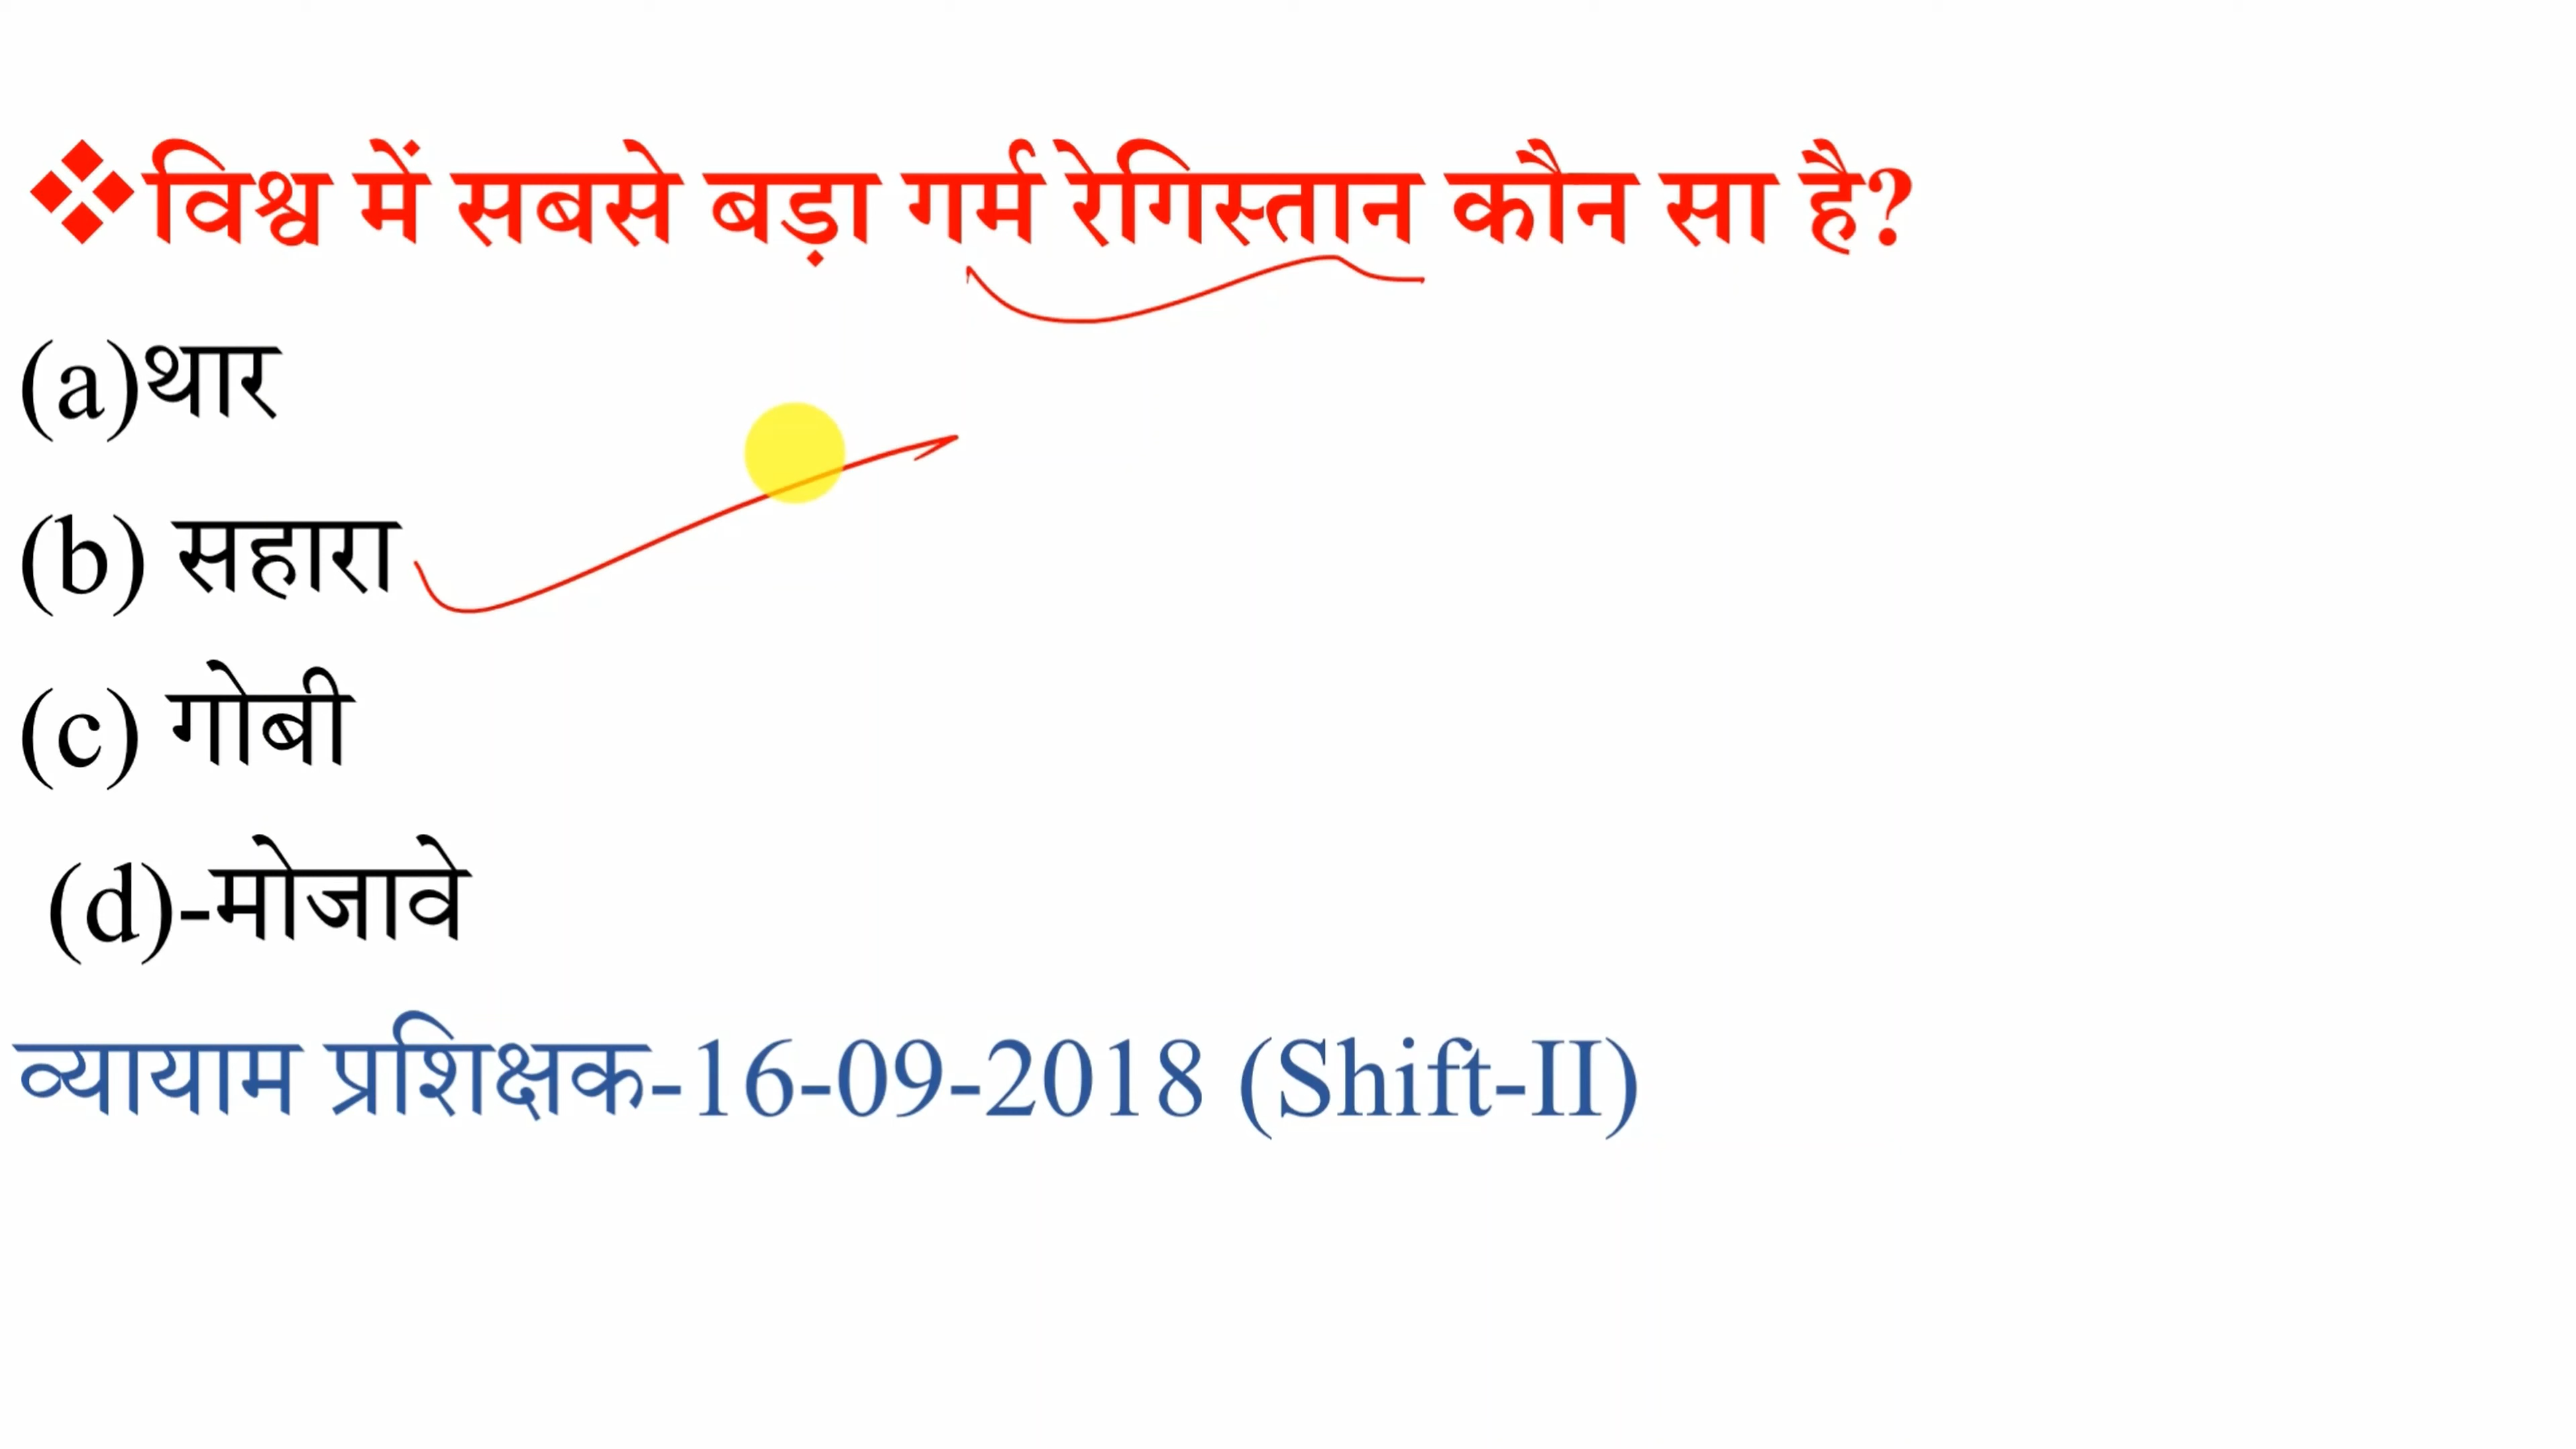 ❖विश्व में सबसे बड़ा गर्म रेगिस्तान कौन सा है?
(a)थार
(b) सहारा
(c) गोबी
(d)-मोजावे
व्यायाम प्रशिक्षक-16-09-2018 (Shift-II)